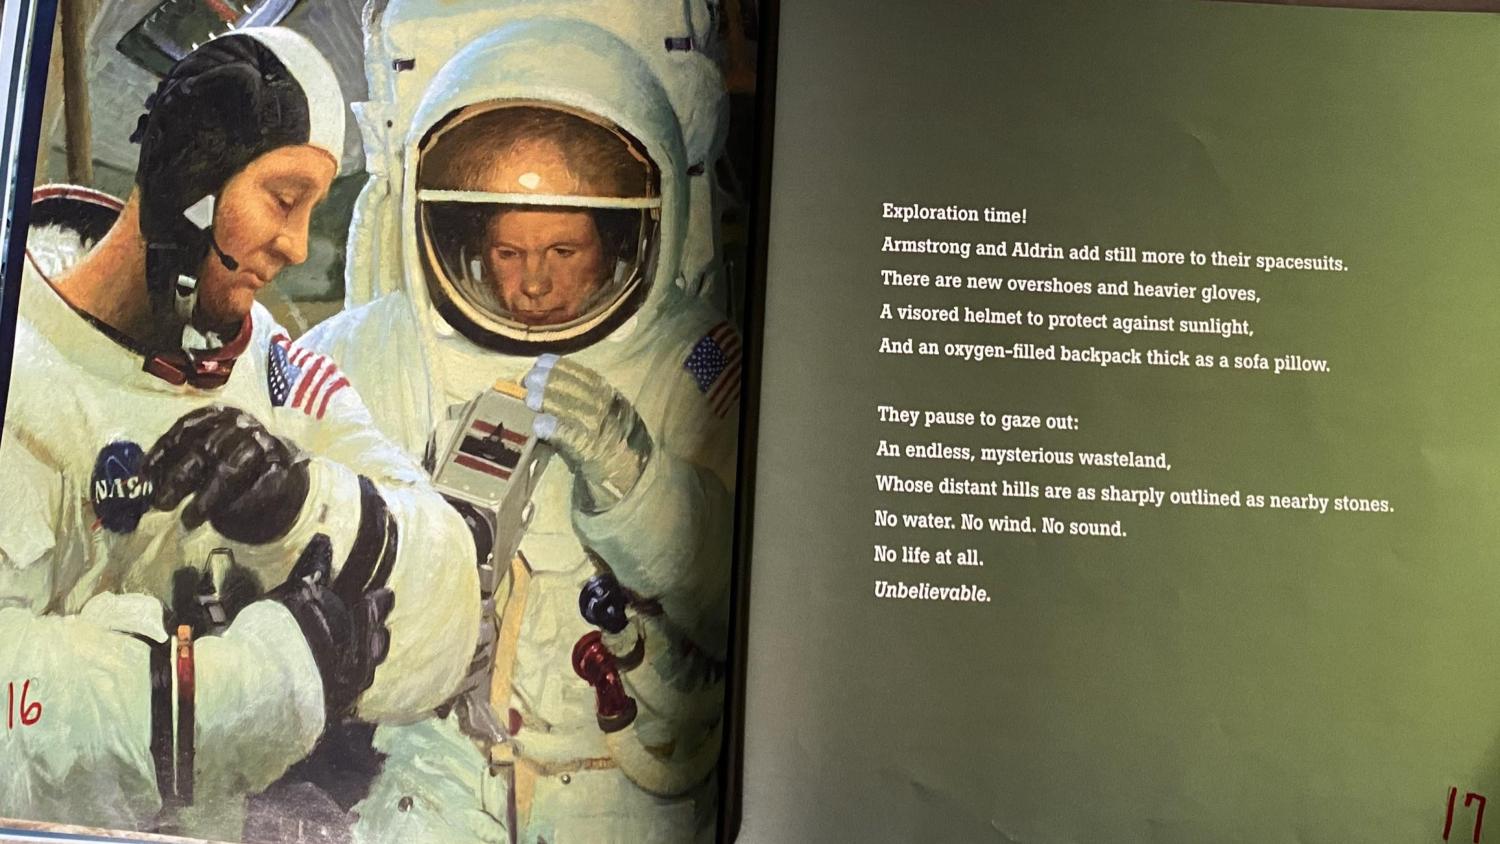 NASA
16
Exploration time!
Armstrong and Aldrin add still more to their spacesuits.
There are new overshoes and heavier gloves,
A visored helmet to protect against sunlight,
And an oxygen-filled backpack thick as a sofa pillow.
They pause to gaze out:
An endless, mysterious wasteland,
Whose distant hills are as sharply outlined as nearby stones.
No water. No wind. No sound.
No life at all.
Unbelievable.
17